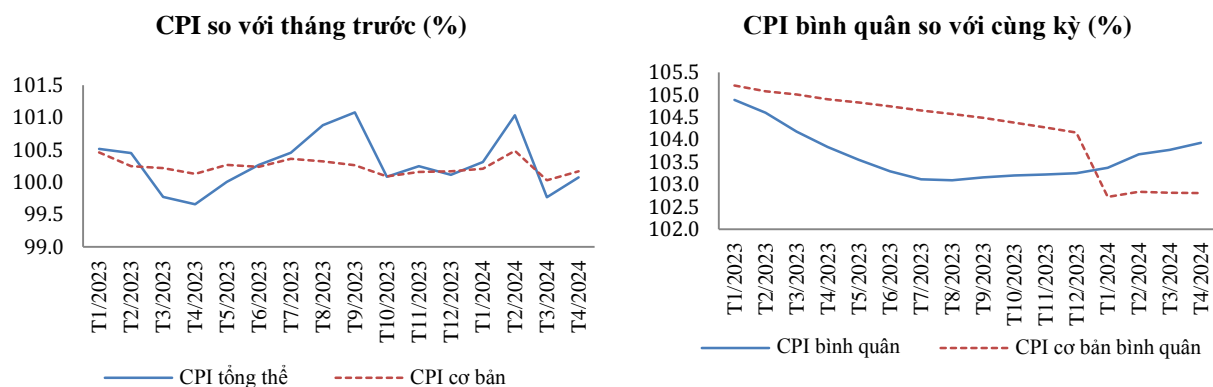 CPI so với tháng trước (%)
101.5
101.0
100.5
100.0
99.5
99.0
T1/2023
T2/2023
T3/2023
T4/2023
T5/2023
T6/2023
T7/2023
T8/2023
T9/2023
T10/2023
T11/2023
T12/2023
T1/2024
T2/2024
T3/2024
T4/2024
CPI tổng thể
CPI cơ bản
CPI bình quân so với cùng kỳ (%)
105.5
105.0
104.5
104.0
103.5
103.0
102.5
102.0
T1/2023
T2/2023
T3/2023
T4/2023
T5/2023
T6/2023
T7/2023
T8/2023
T9/2023
T10/2023
T11/2023
T12/2023
T1/2024
T2/2024
T3/2024
T4/2024
CPI bình quân
CPI cơ bản bình quân